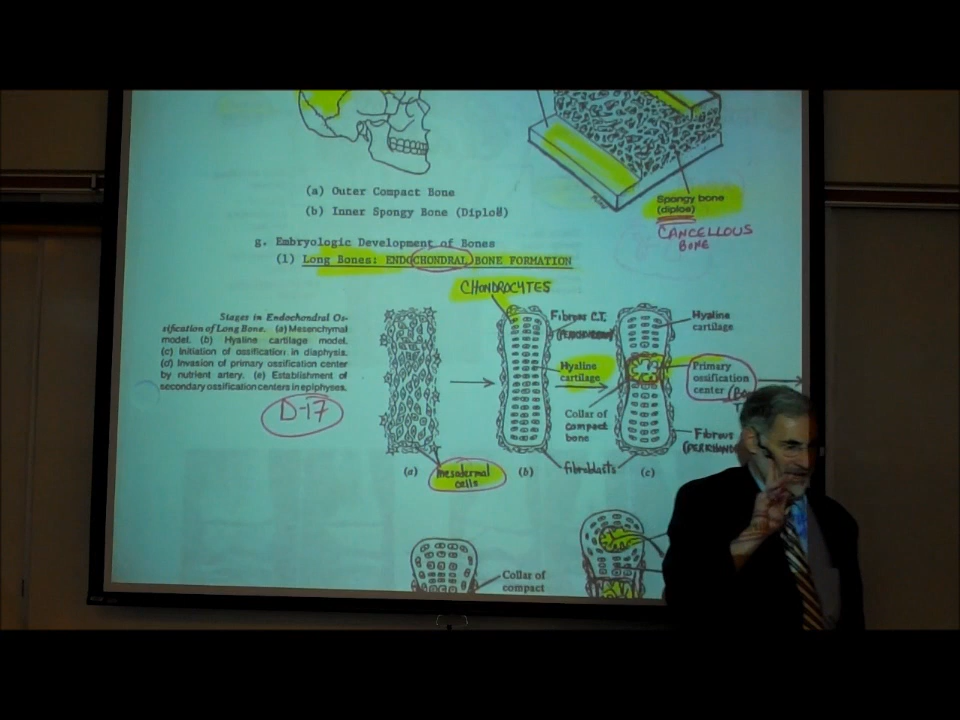 (a) Outer Compact Bone
(b) Inner Spongy Bone (Diploë)
Spongy bone
(diploe)
CANCELLOUS
BONE
g. Embryologic Development of Bones
(1) Long Bones: ENDOCHONDRAL BONE FORMATION
CHONDROCYTES
Stages in Endochondral Os-
sification of Long Bone. (a) Mesenchymal
model. (b) Hyaline cartilage model.
(c) Initiation of ossification in diaphysis.
(d) Invasion of primary ossification center
by nutrient artery. (e) Establishment of
secondary ossification centers in epiphyses.
D-17
Fibrous C.T.
Hyaline
cartilage
Hyaline
cartilage
Primary
ossification
center
Collar of
compact
bone
Fibrous
(a)
mesodermal
cells
(b)
fibroblasts
(c)
Collar of
compact